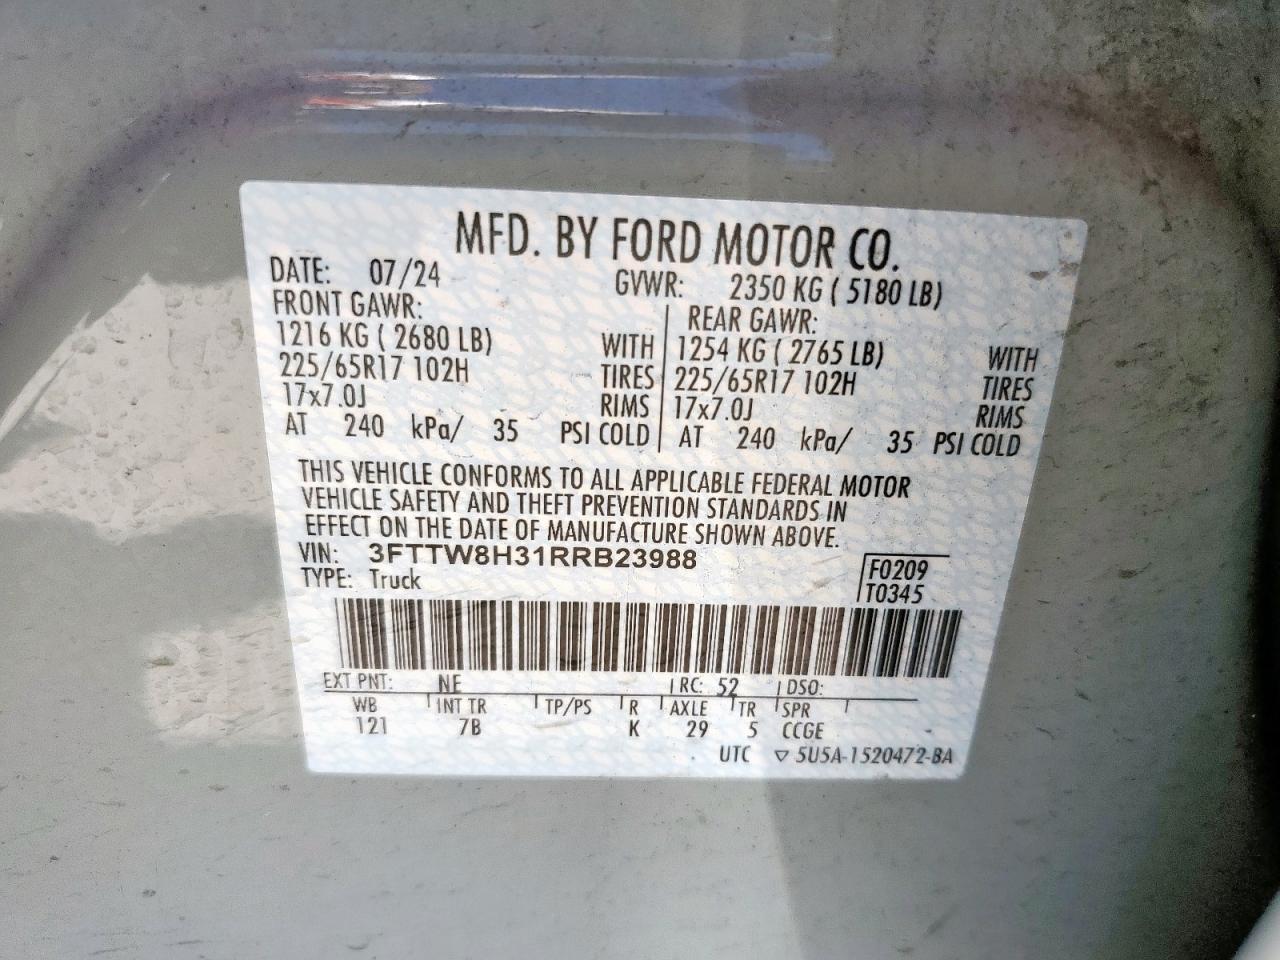 MFD. BY FORD MOTOR CO.
DATE: 07/24 GVWR: 2350 KG ( 5180 LB)
FRONT GAWR: REAR GAWR:
1216 KG ( 2680 LB) WITH 1254 KG ( 2765 LB) WITH
225/65R17 102H TIRES 225/65R17 102H TIRES
17x7.0J RIMS 17x7.0J RIMS
AT 240 kPa/ 35 PSI COLD AT 240 kPa/ 35 PSI COLD
THIS VEHICLE CONFORMS TO ALL APPLICABLE FEDERAL MOTOR
VEHICLE SAFETY AND THEFT PREVENTION STANDARDS IN
EFFECT ON THE DATE OF MANUFACTURE SHOWN ABOVE.
VIN: 3FTTW8H31RRB23988 F0209
TYPE: Truck T0345
EXT PNT: NE RC: 52 DSO:
WB INT TR TP/PS R AXLE TR SPR
121 7B K 29 5 CCGE
UTC ▽ 5U5A-1520472-BA